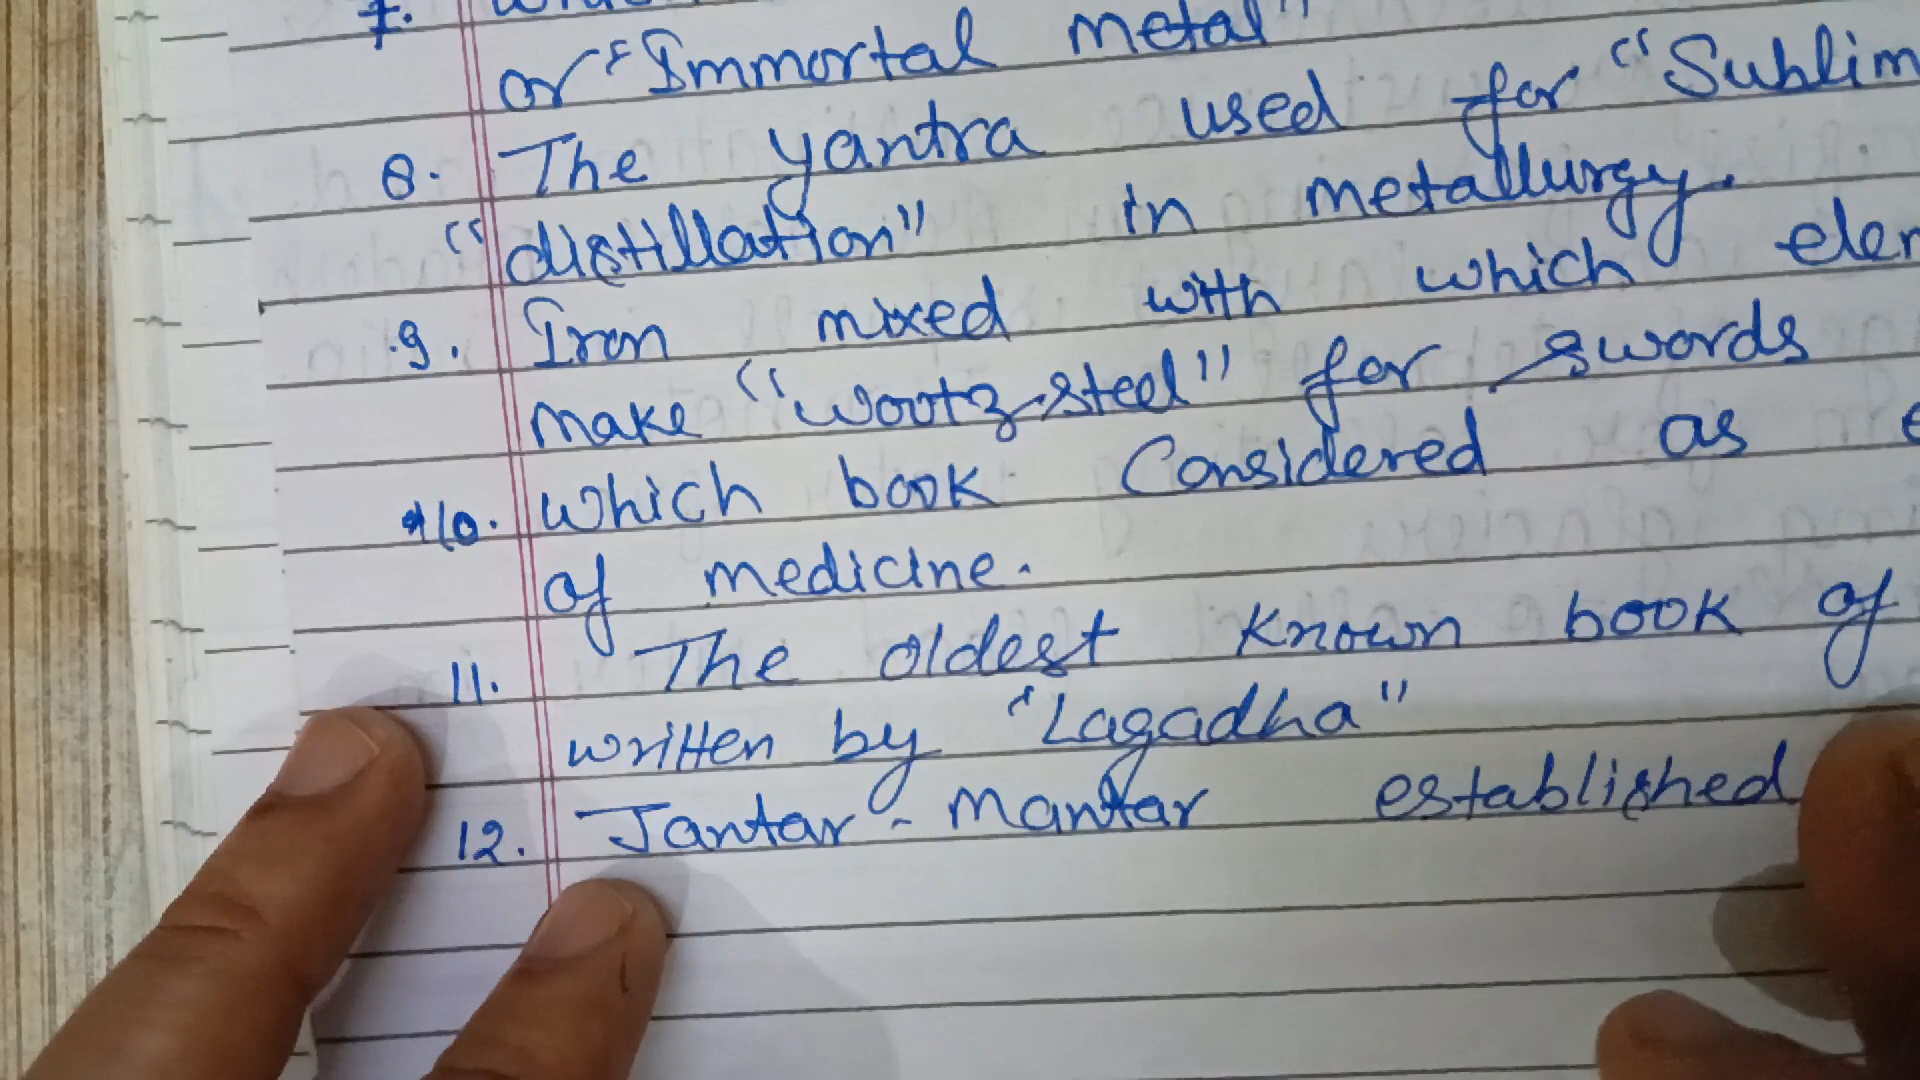 7.
or "Immortal metal"
8. The yantra used for "Sublim
"distillation" in metallurgy.
9. Iron mixed with which elem
make "wootz-steel" for swords
10. which book Considered as
of medicine.
11. The oldest known book of
written by "Lagadha"
12. Jantar-Mantar established